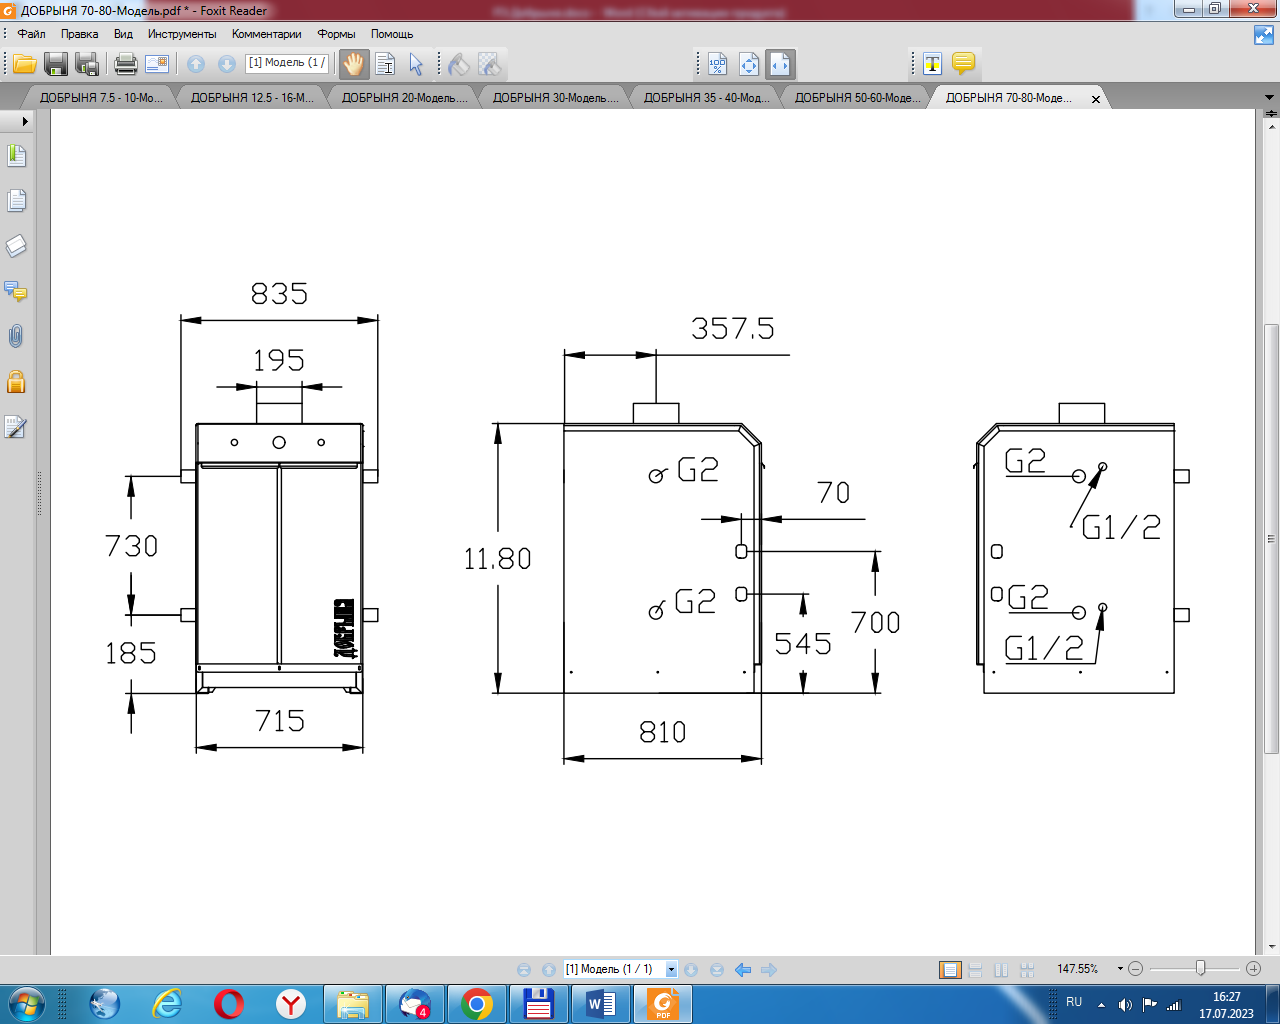 ДОБРЫНЯ 70-80-Модель.pdf * - Foxit Reader
Файл Правка Вид Инструменты Комментарии Формы Помощь
[1] Модель (1 /
ДОБРЫНЯ 7.5 - 10-Мо... ДОБРЫНЯ 12.5 - 16-М... ДОБРЫНЯ 20-Модель.... ДОБРЫНЯ 30-Модель.... ДОБРЫНЯ 35 - 40-Мод... ДОБРЫНЯ 50-60-Моде... ДОБРЫНЯ 70-80-Моде...
835
357.5
195
G2
G2
70
G1/2
730
11.80
G2
G2
700
185
545
G1/2
ДОБРЫНЯ
715
810
[1] Модель (1 / 1)
147.55%
4
PDF
RU
16:27
17.07.2023